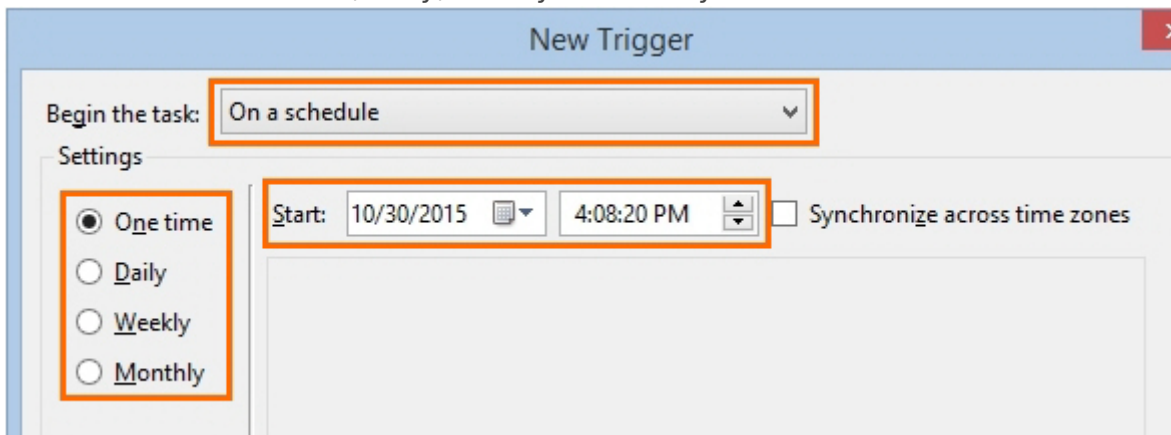 New Trigger
Begin the task: On a schedule
Settings
One time
Start: 10/30/2015 4:08:20 PM Synchronize across time zones
Daily
Weekly
Monthly